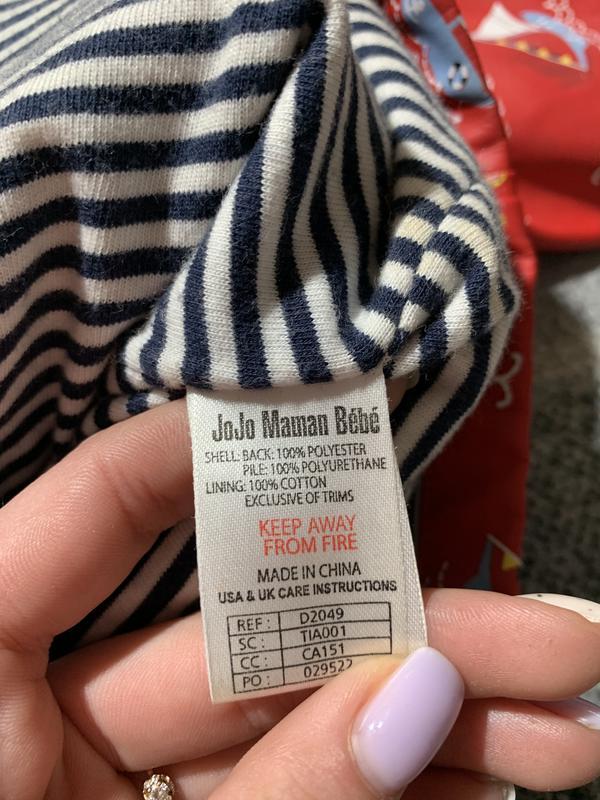 JoJo Maman Bébé
SHELL: BACK: 100% POLYESTER
PILE: 100% POLYURETHANE
LINING: 100% COTTON
EXCLUSIVE OF TRIMS
KEEP AWAY
FROM FIRE
MADE IN CHINA
USA & UK CARE INSTRUCTIONS
REF : D2049
SC : TIA001
CC : CA151
PO : 029522